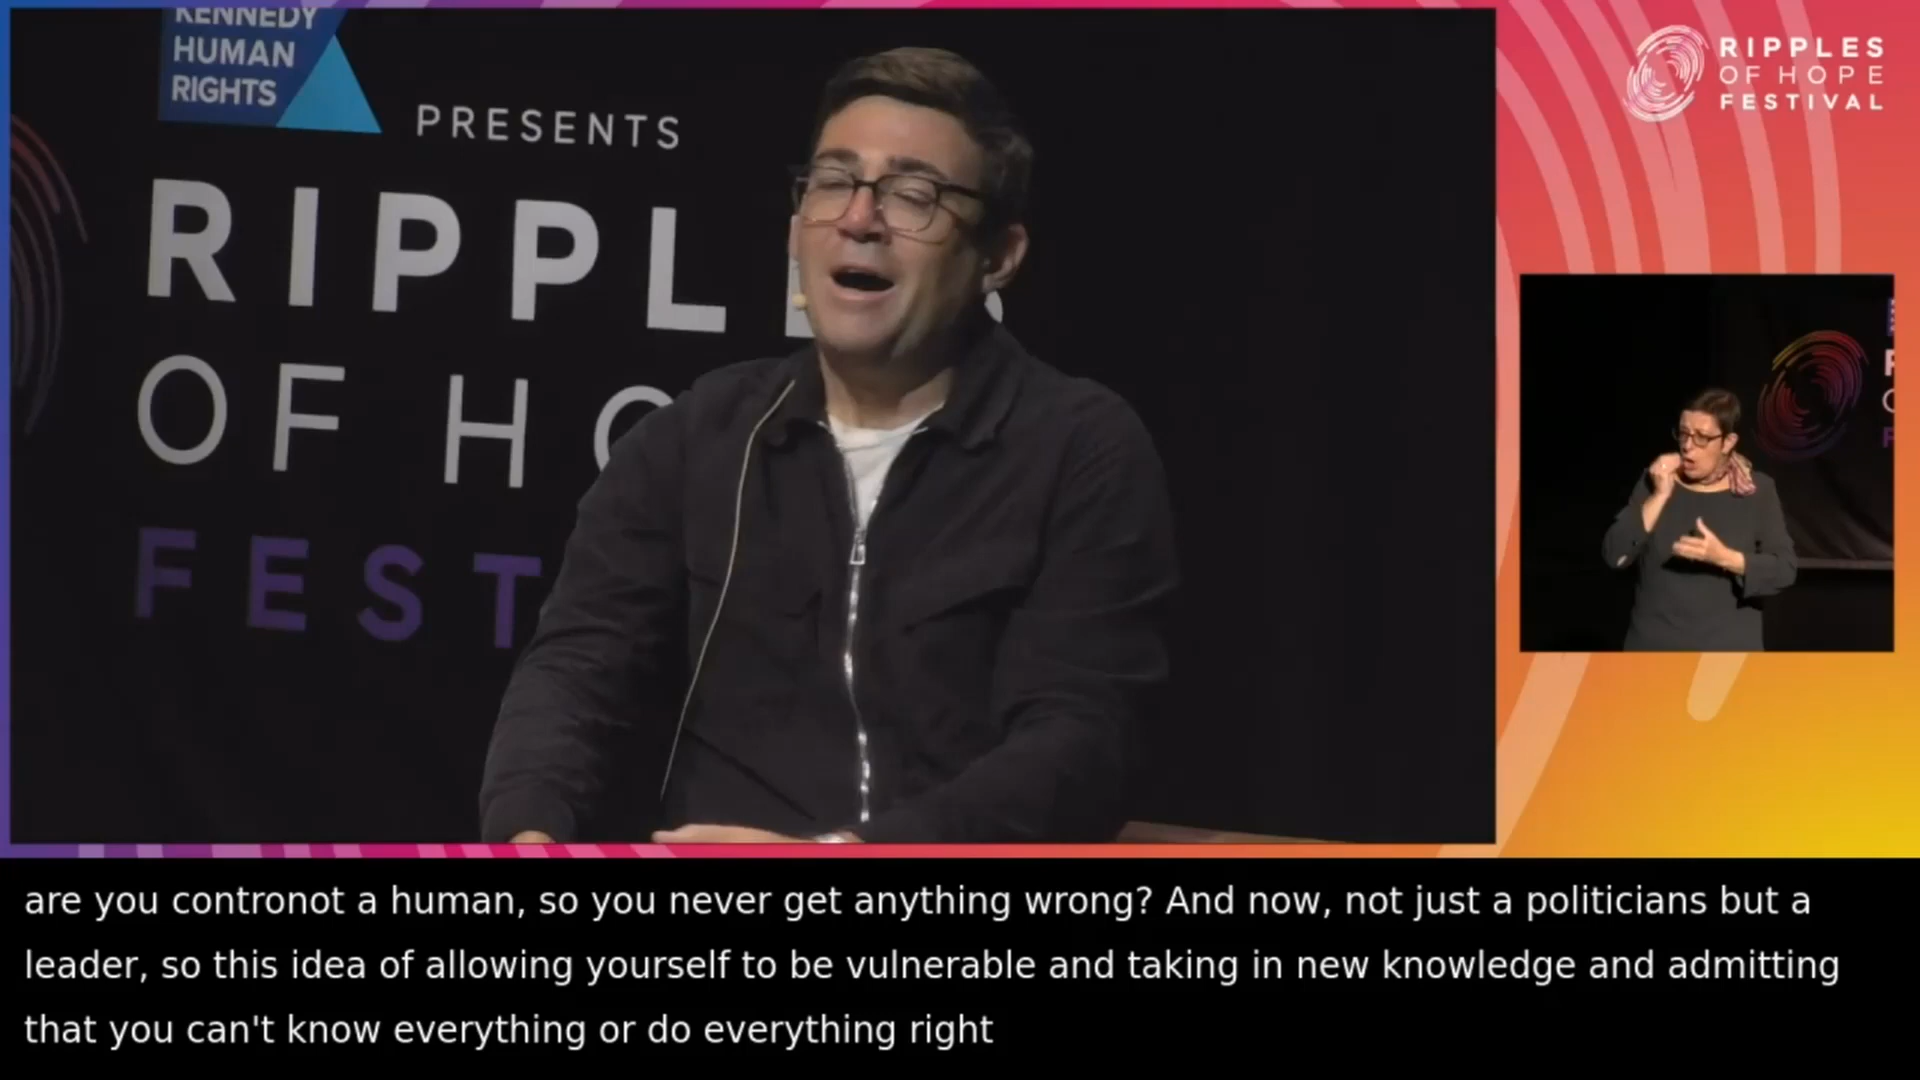 KENNEDY
HUMAN
RIGHTS
PRESENTS
RIPPL
OF HO
FEST
RIPPLES
OF HOPE
FESTIVAL
are you contronot a human, so you never get anything wrong? And now, not just a politicians but a
leader, so this idea of allowing yourself to be vulnerable and taking in new knowledge and admitting
that you can't know everything or do everything right